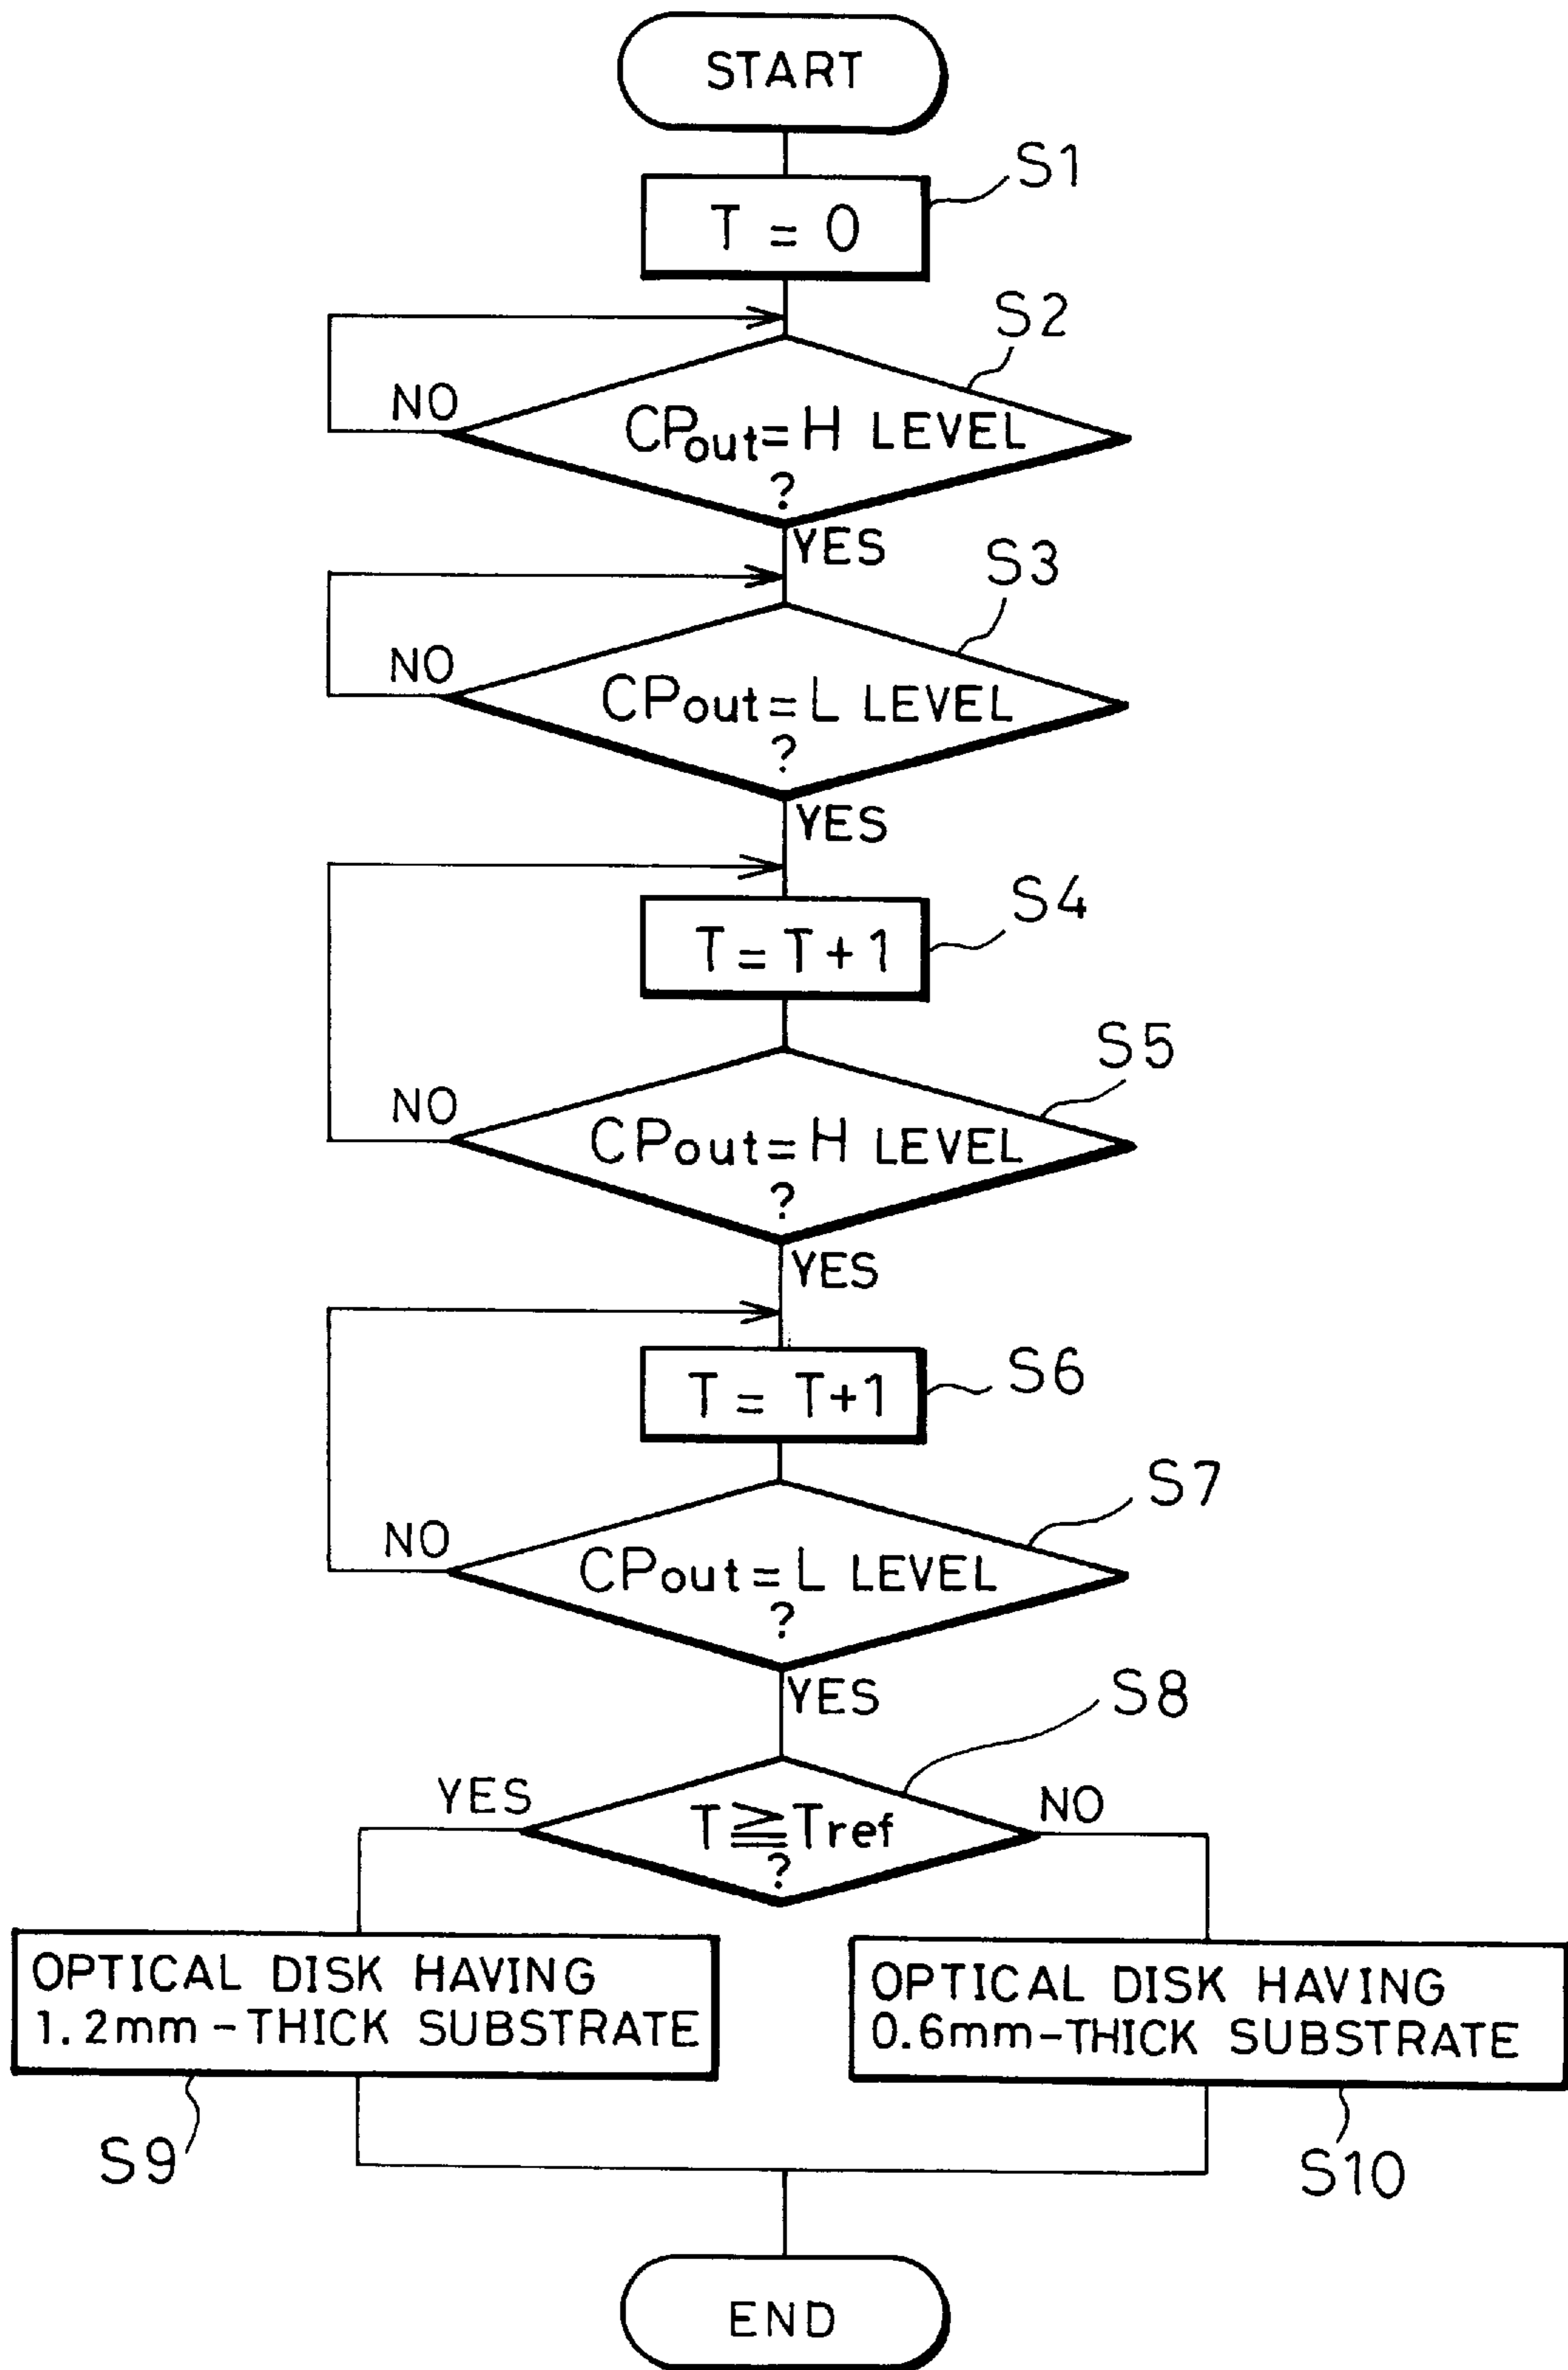 START
S1
T = 0
S2
NO
CPout = H LEVEL
?
YES
S3
NO
CPout = L LEVEL
?
YES
S4
T = T + 1
S5
NO
CPout = H LEVEL
?
YES
S6
T = T+1
S7
NO
CPout = L LEVEL
?
YES
S8
YES
NO
T ≧ Tref
?
OPTICAL DISK HAVING
1.2mm-THICK SUBSTRATE
OPTICAL DISK HAVING
0.6mm-THICK SUBSTRATE
S9
S10
END